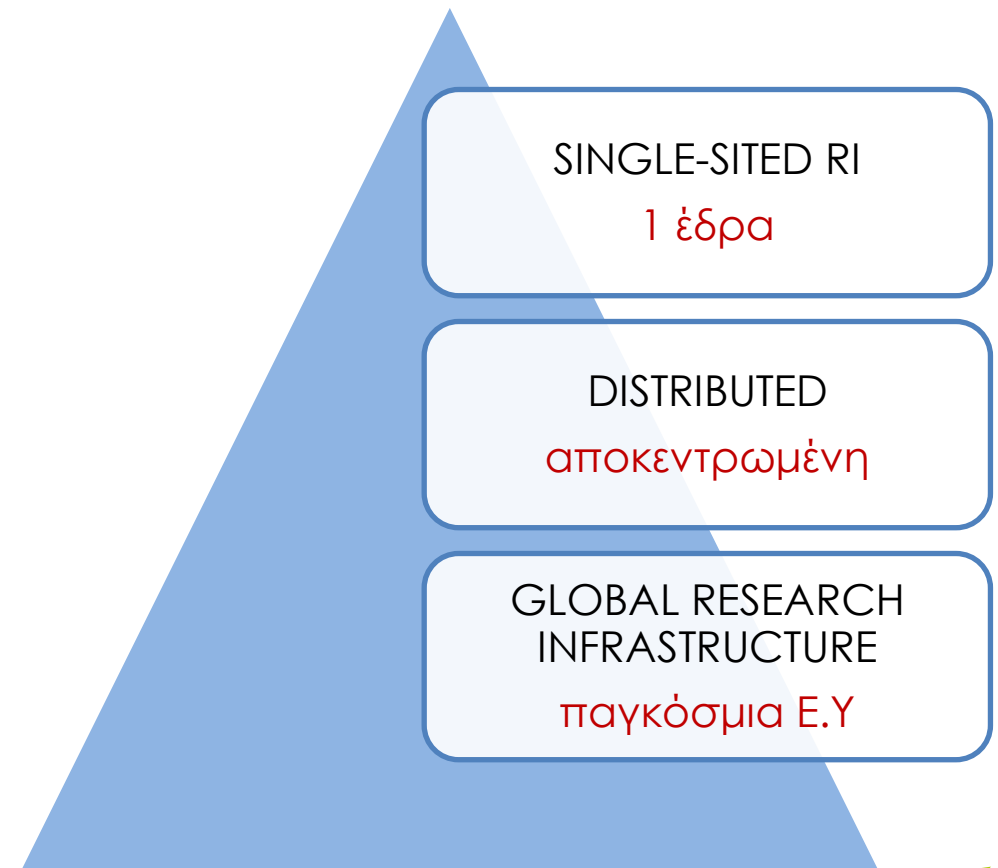 SINGLE-SITED RI
1 έδρα
DISTRIBUTED
αποκεντρωμένη
GLOBAL RESEARCH
INFRASTRUCTURE
παγκόσμια Ε.Υ